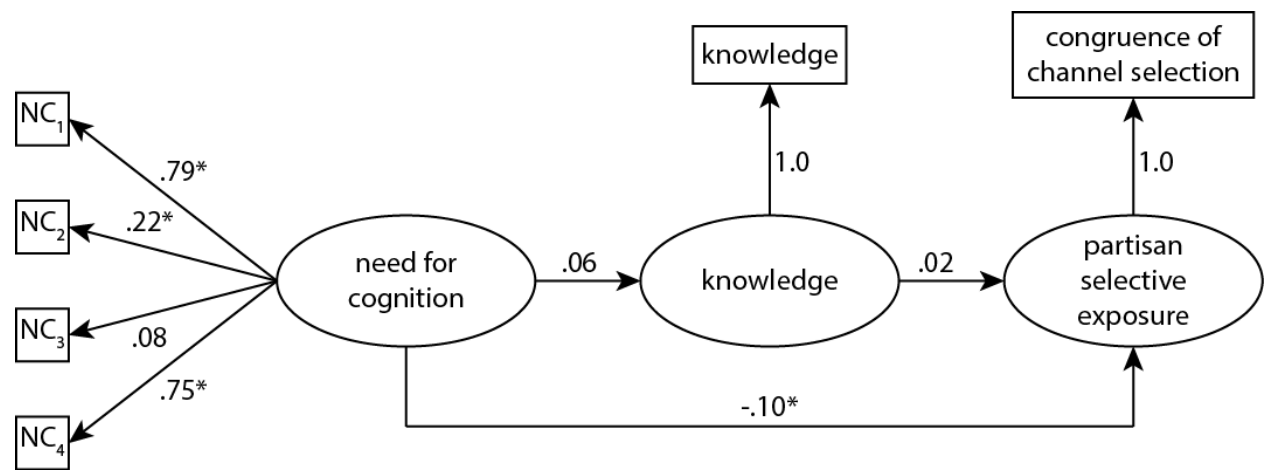 congruence of
channel selection
knowledge
NC₁
.79*
1.0
1.0
NC₂
.22*
need for
cognition
.06
knowledge
.02
partisan
selective
exposure
NC₃
.08
.75*
-.10*
NC₄